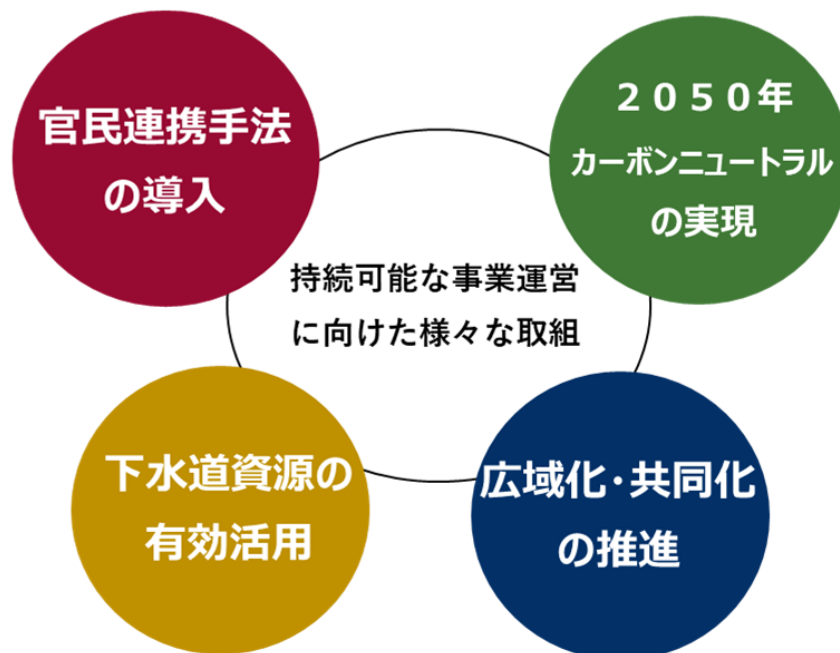 官民連携手法
の導入
２０５０年
カーボンニュートラル
の実現
持続可能な事業運営
に向けた様々な取組
下水道資源の
有効活用
広域化・共同化
の推進